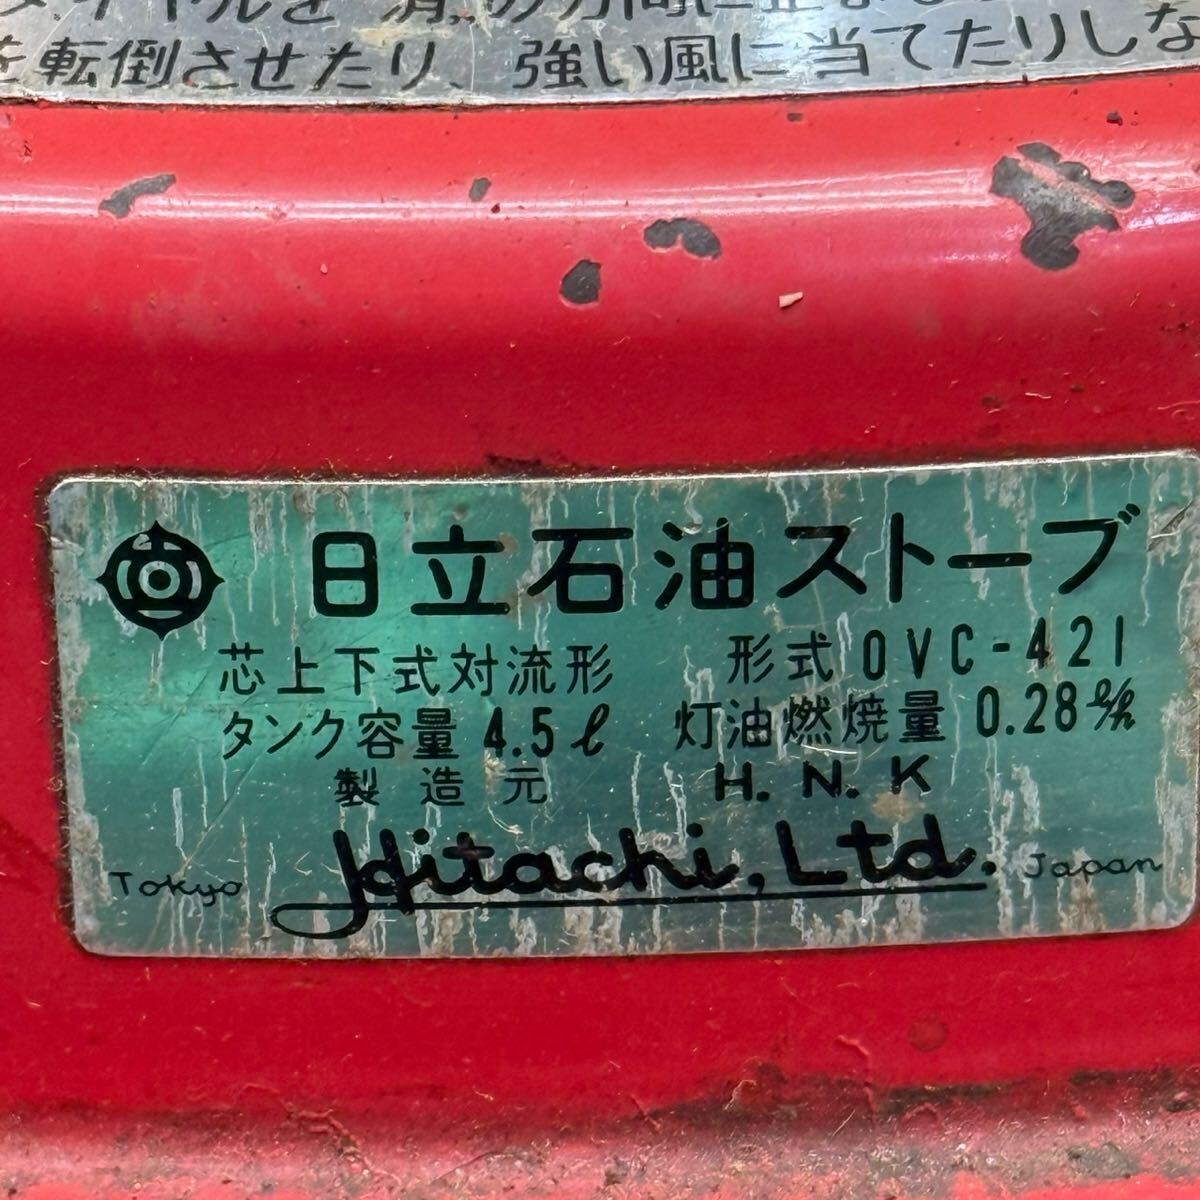 を転倒させたり、強い風に当てたりしな
日立石油ストーブ
芯上下式対流形 形式 OVC-421
タンク容量 4.5ℓ 灯油燃焼量 0.28ℓ/h
製造元 H.N.K
Tokyo Hitachi, Ltd. Japan